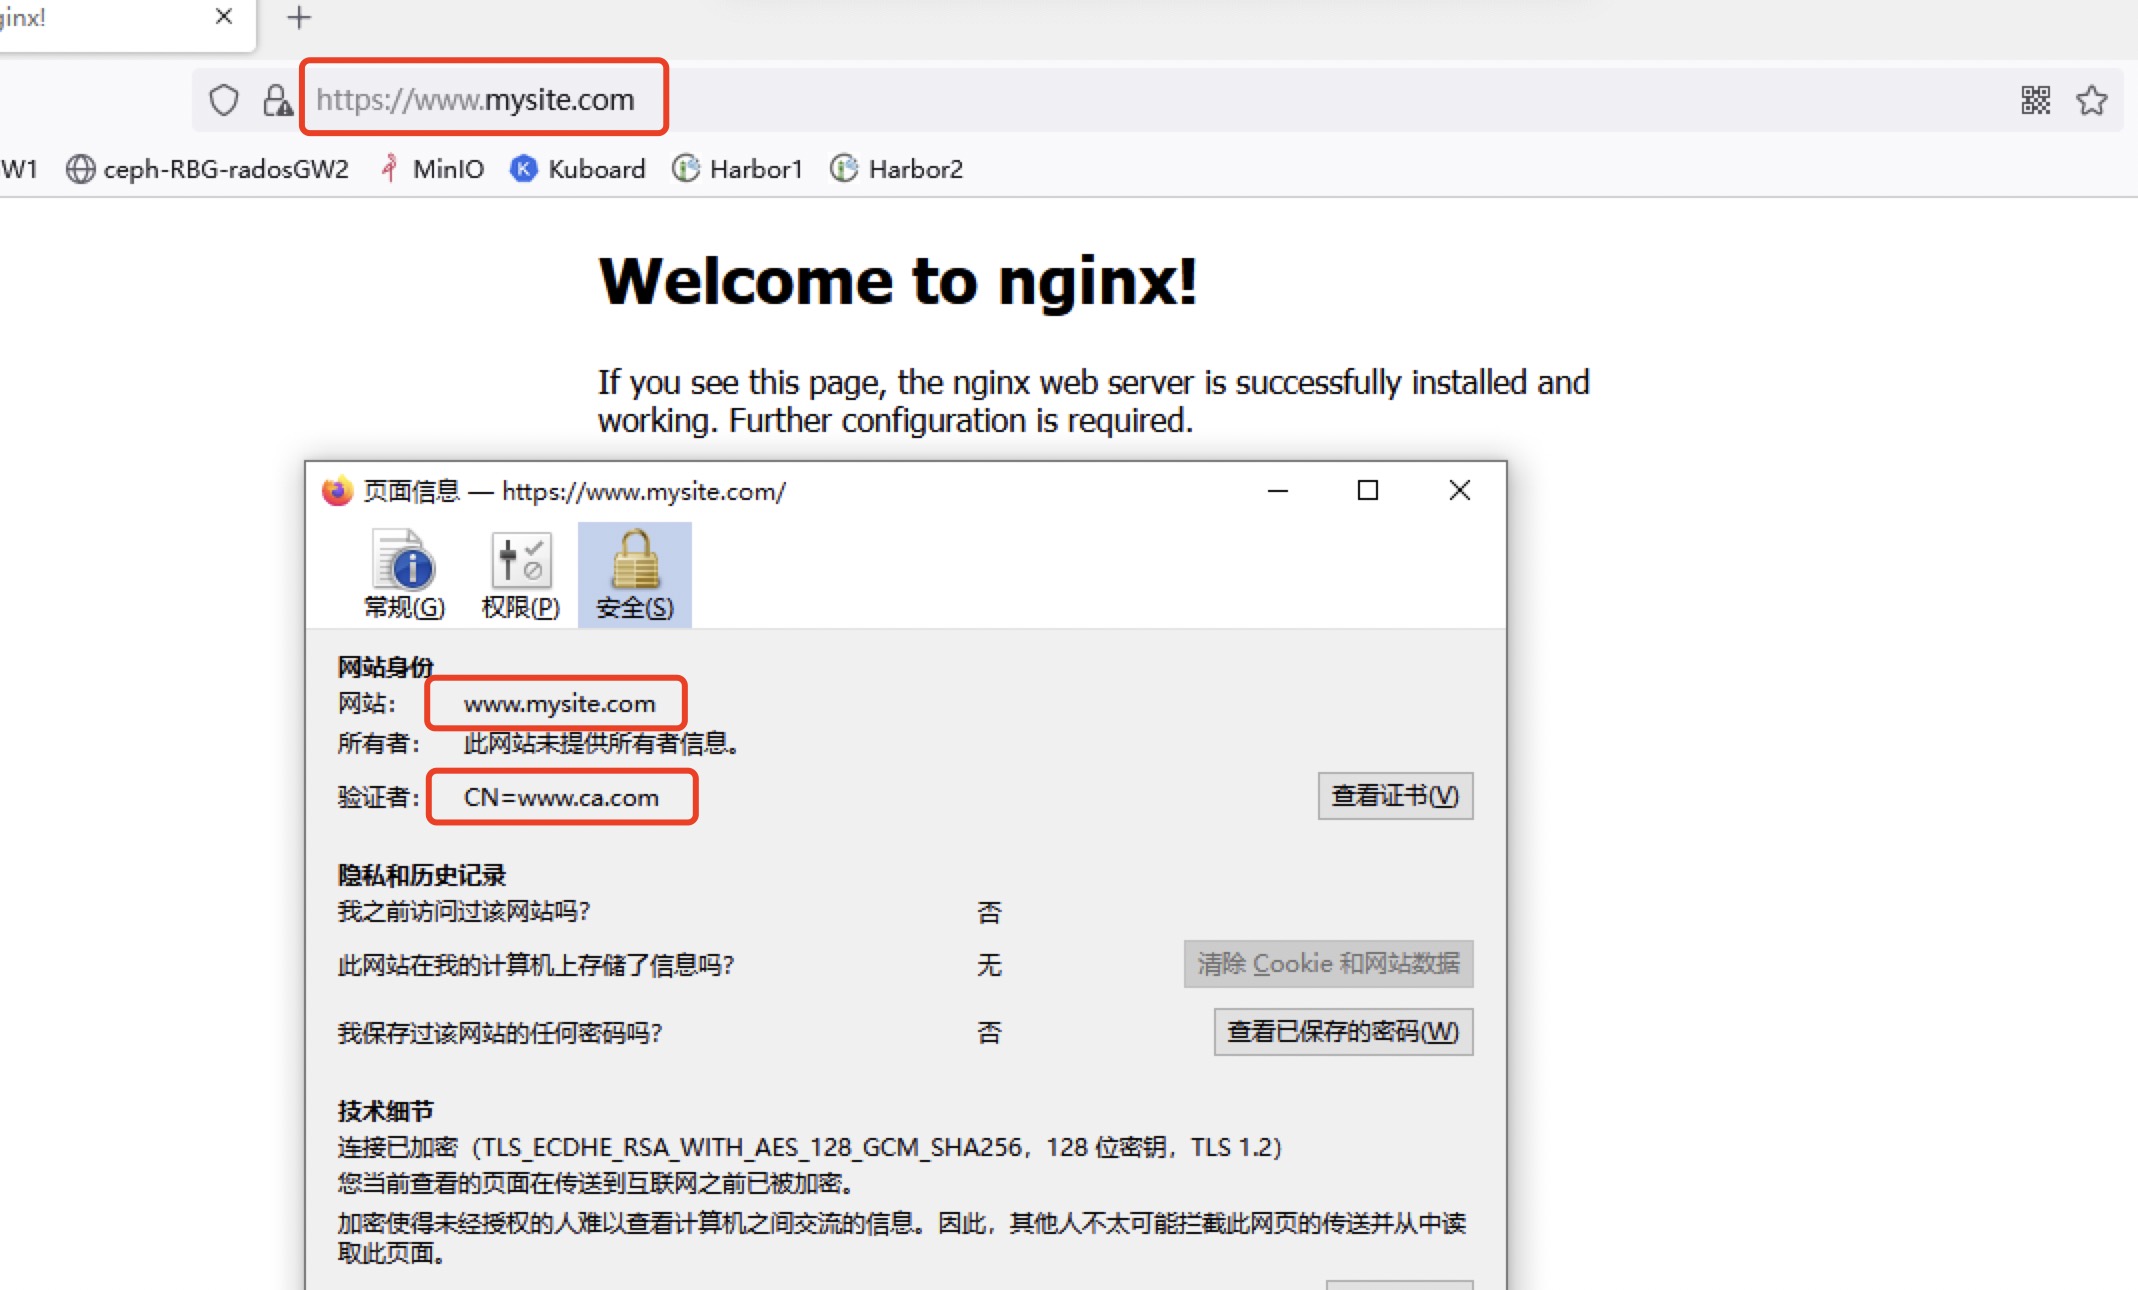 ginx!
https://www.mysite.com
W1 ceph-RBG-radosGW2 MinIO Kuboard Harbor1 Harbor2
Welcome to nginx!
If you see this page, the nginx web server is successfully installed and
working. Further configuration is required.
页面信息 — https://www.mysite.com/
常规(G) 权限(P) 安全(S)
网站身份
网站: www.mysite.com
所有者: 此网站未提供所有者信息。
验证者: CN=www.ca.com 查看证书(V)
隐私和历史记录
我之前访问过该网站吗? 否
此网站在我的计算机上存储了信息吗? 无 清除 Cookie 和网站数据
我保存过该网站的任何密码吗? 否 查看已保存的密码(W)
技术细节
连接已加密（TLS_ECDHE_RSA_WITH_AES_128_GCM_SHA256，128 位密钥，TLS 1.2）
您当前查看的页面在传送到互联网之前已被加密。
加密使得未经授权的人难以查看计算机之间交流的信息。因此，其他人不太可能拦截此网页的传送并从中读
取此页面。